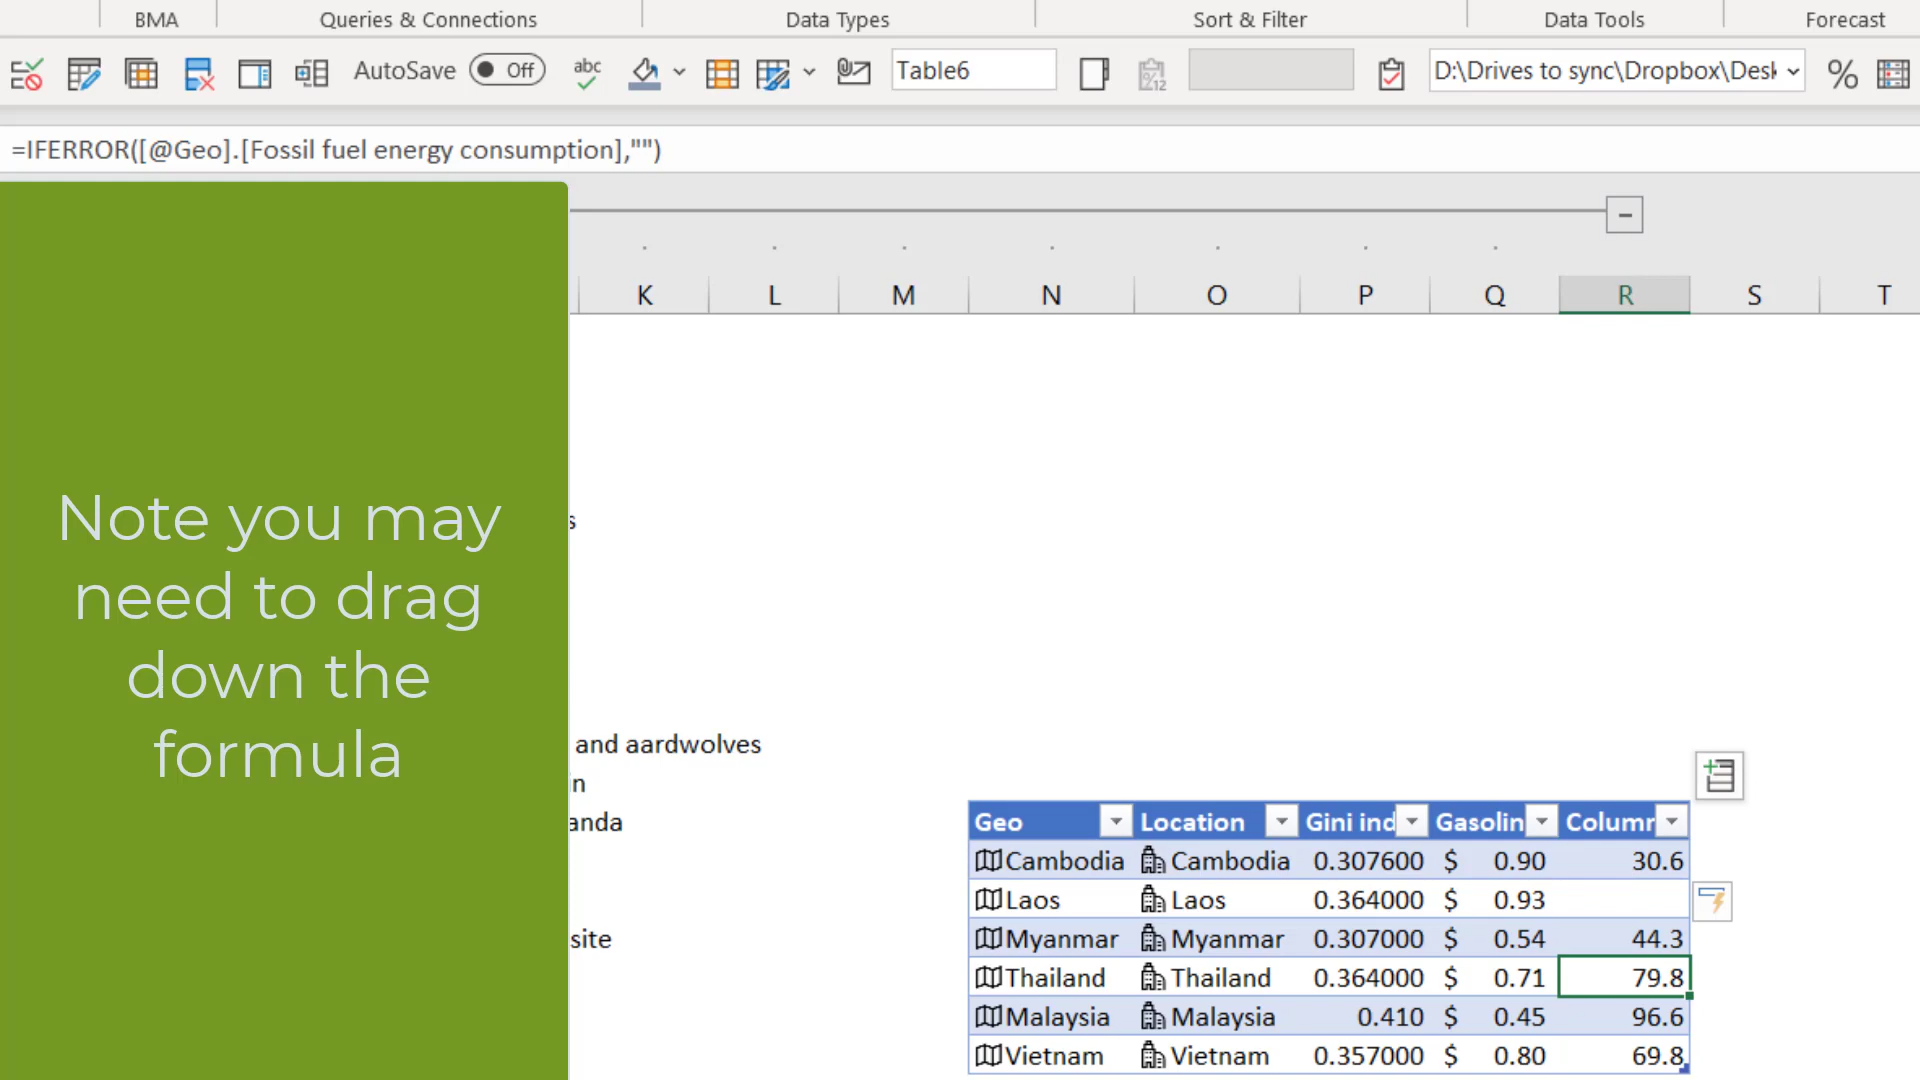 BMA Queries & Connections Data Types Sort & Filter Data Tools Forecast
AutoSave Off abc Table6 D:\Drives to sync\Dropbox\Desk %
=IFERROR([@Geo].[Fossil fuel energy consumption],"")
K L M N O P Q R S T
Note you may
need to drag
down the
formula
s
and aardwolves
in
anda
site
Geo Location Gini ind Gasolin Column
Cambodia Cambodia 0.307600 $ 0.90 30.6
Laos Laos 0.364000 $ 0.93
Myanmar Myanmar 0.307000 $ 0.54 44.3
Thailand Thailand 0.364000 $ 0.71 79.8
Malaysia Malaysia 0.410 $ 0.45 96.6
Vietnam Vietnam 0.357000 $ 0.80 69.8